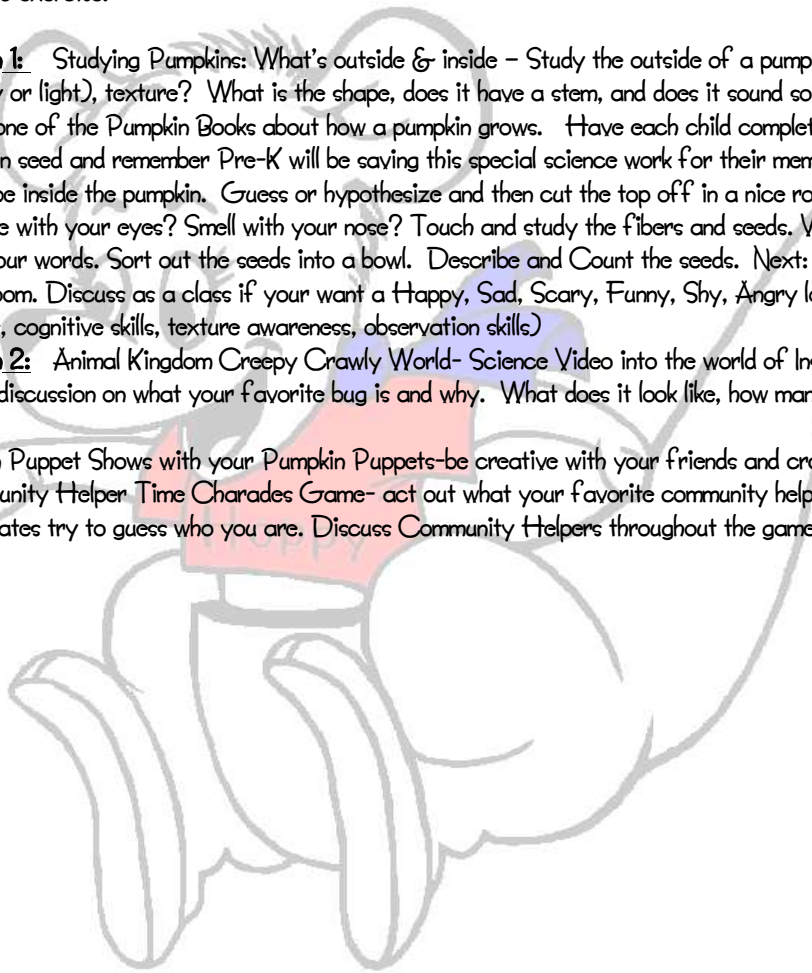 1: Studying Pumpkins: What's outside & inside – Study the outside of a pump
or light), texture? What is the shape, does it have a stem, and does it sound so
one of the Pumpkin Books about how a pumpkin grows. Have each child complet
n seed and remember Pre-K will be saving this special science work for their mem
be inside the pumpkin. Guess or hypothesize and then cut the top off in a nice ro
e with your eyes? Smell with your nose? Touch and study the fibers and seeds. V
our words. Sort out the seeds into a bowl. Describe and Count the seeds. Next:
oom. Discuss as a class if your want a Happy, Sad, Scary, Funny, Shy, Angry l
, cognitive skills, texture awareness, observation skills)
2: Animal Kingdom Creepy Crawly World- Science Video into the world of In
discussion on what your favorite bug is and why. What does it look like, how man
Puppet Shows with your Pumpkin Puppets-be creative with your friends and cr
unity Helper Time Charades Game- act out what your favorite community help
ates try to guess who you are. Discuss Community Helpers throughout the game
Hoppy